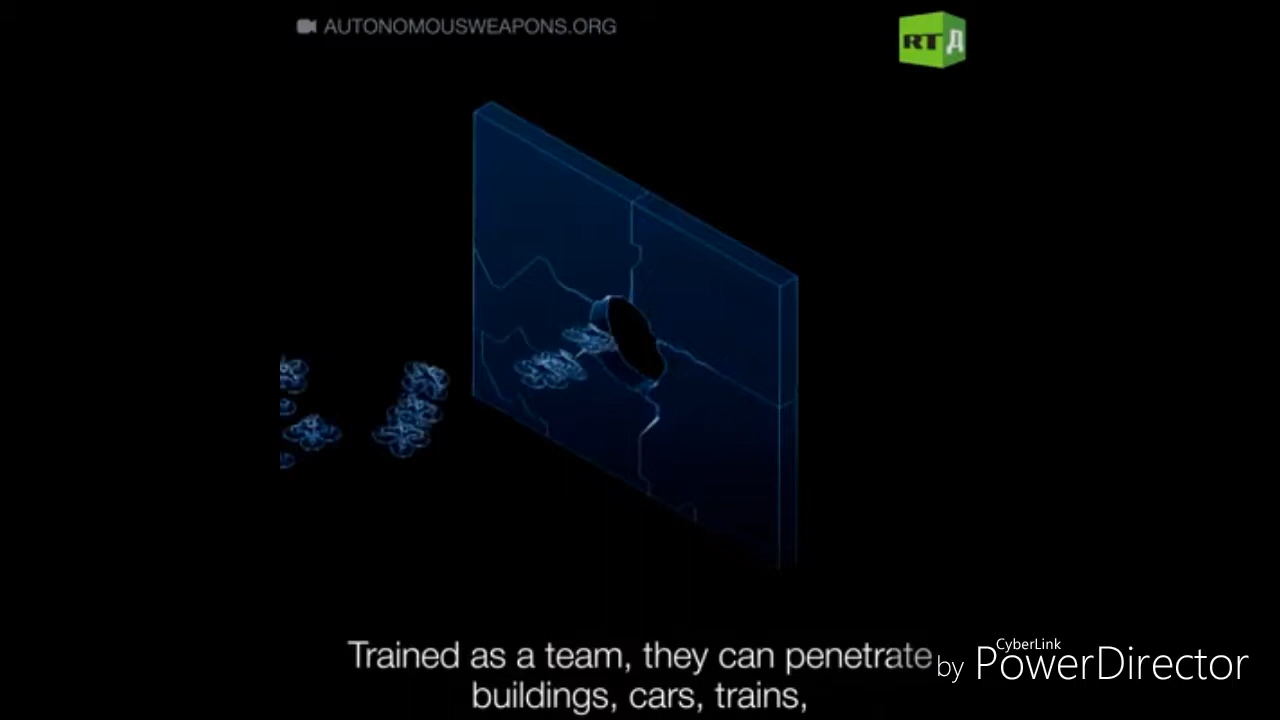 AUTONOMOUSWEAPONS.ORG
RTД
Trained as a team, they can penetrate
buildings, cars, trains,
CyberLink
by PowerDirector